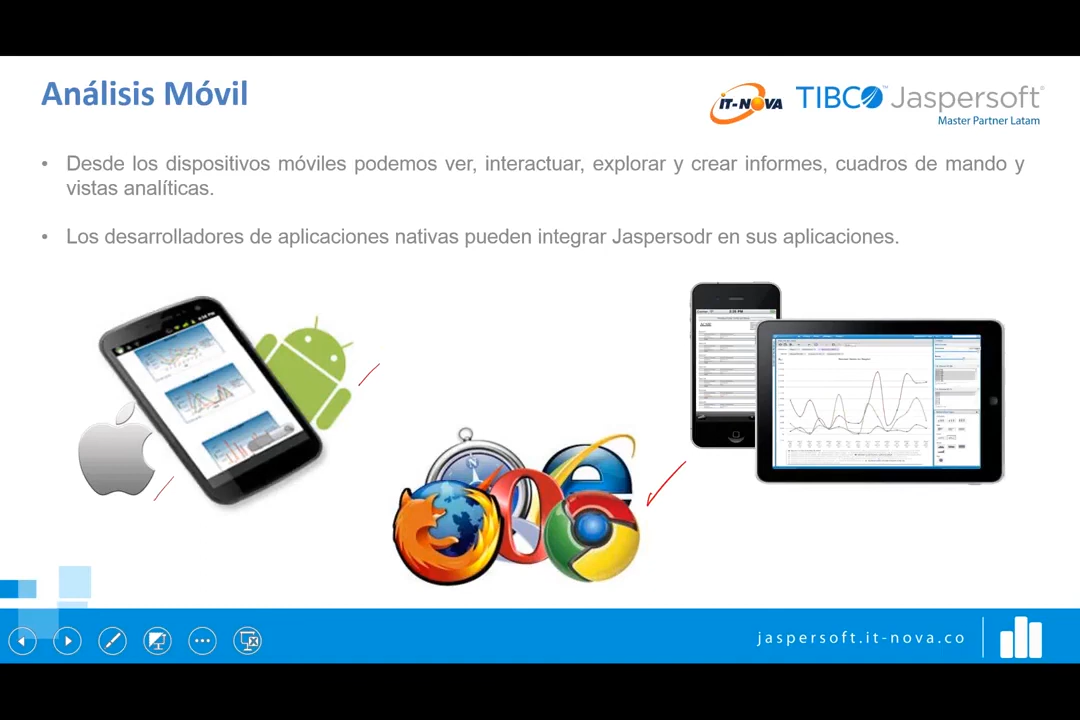 Análisis Móvil
iT-NOVA
TIBCO Jaspersoft
Master Partner Latam
• Desde los dispositivos móviles podemos ver, interactuar, explorar y crear informes, cuadros de mando y
vistas analíticas.
• Los desarrolladores de aplicaciones nativas pueden integrar Jaspersodr en sus aplicaciones.
jaspersoft.it-nova.co